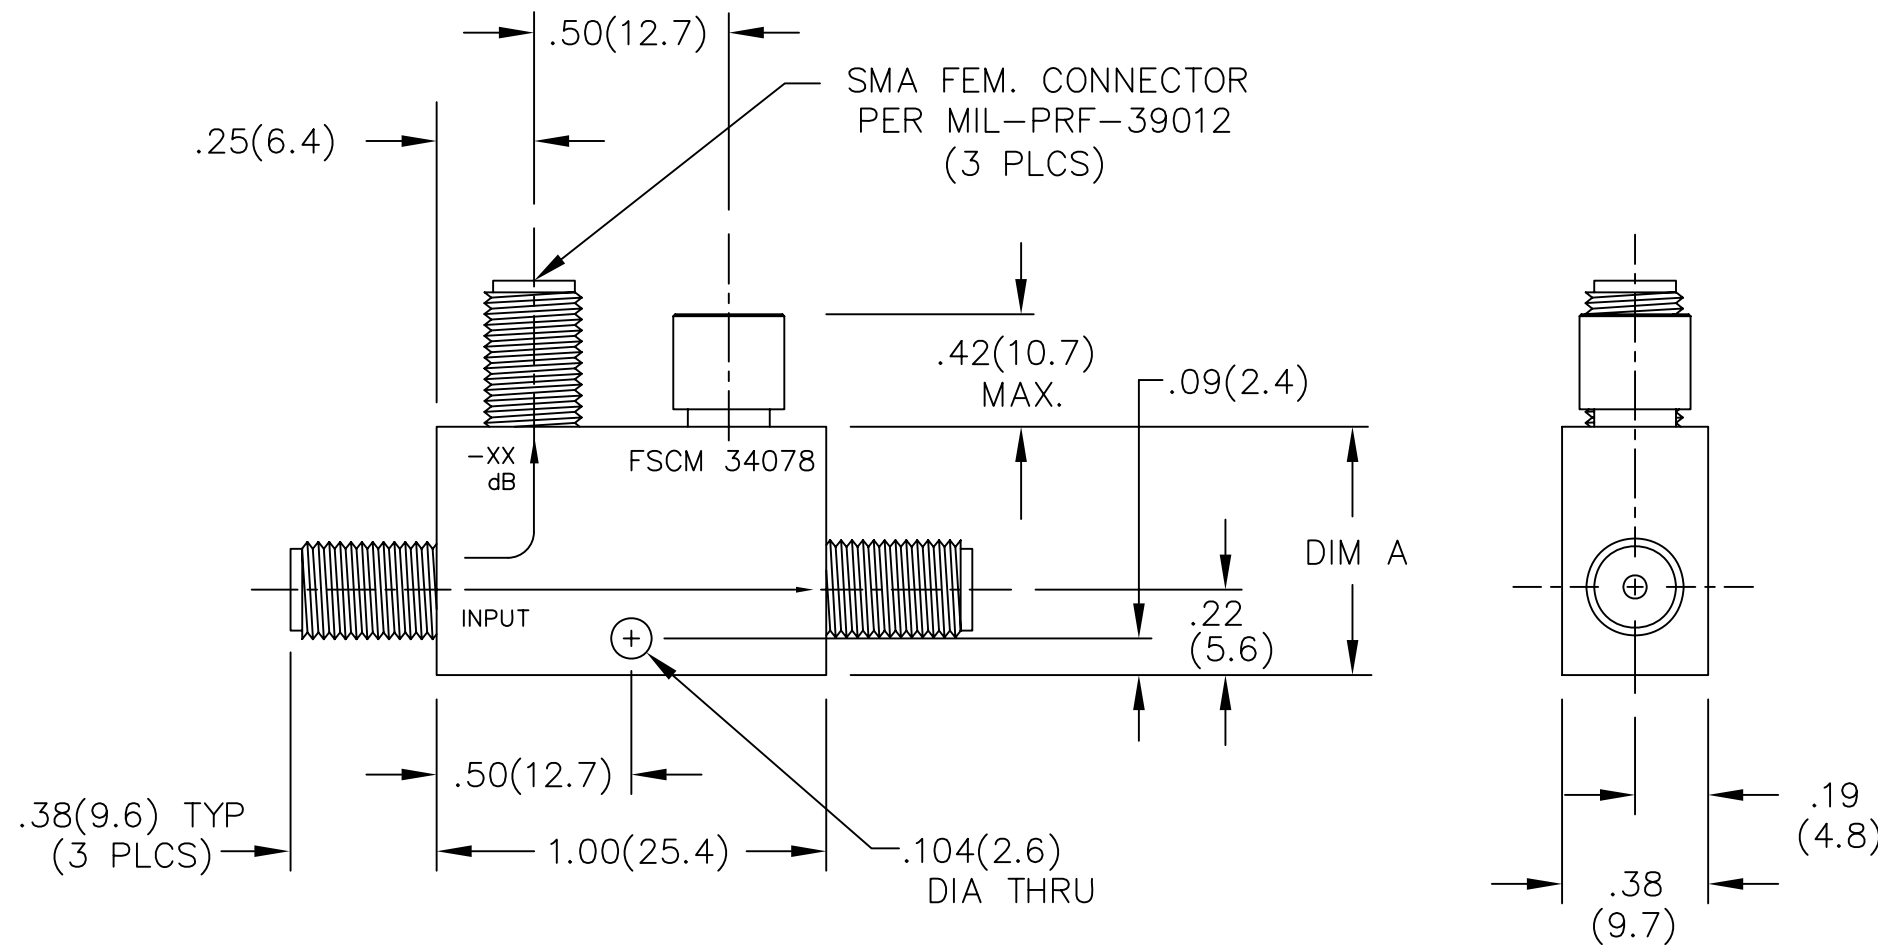 .50(12.7)
SMA FEM. CONNECTOR
PER MIL-PRF-39012
(3 PLCS)
.25(6.4)
.42(10.7)
MAX.
.09(2.4)
-XX
dB
FSCM 34078
DIM A
INPUT
.22
(5.6)
.50(12.7)
.38(9.6) TYP
(3 PLCS)
1.00(25.4)
.104(2.6)
DIA THRU
.19
(4.8)
.38
(9.7)